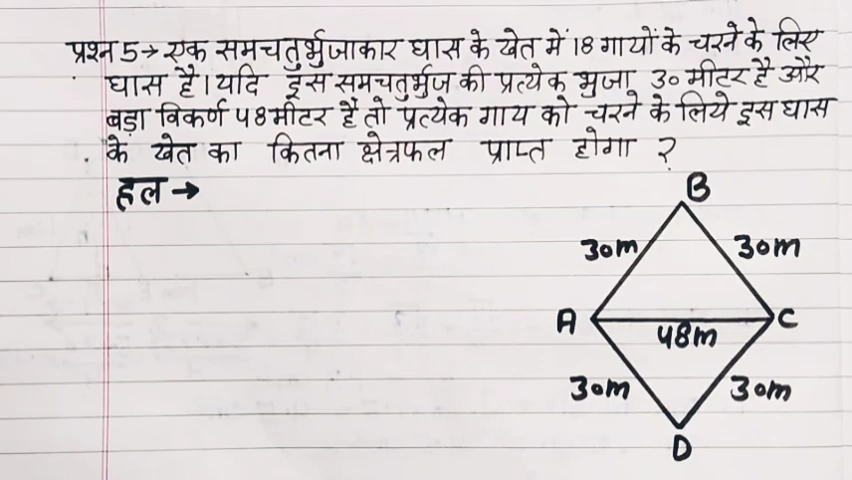 प्रश्न 5→ एक समचतुर्भुजाकार घास के खेत में 18 गायों के चरने के लिए
घास है। यदि इस समचतुर्भुज की प्रत्येक भुजा 30 मीटर है और
बड़ा विकर्ण 48 मीटर है तो प्रत्येक गाय को चरने के लिये इस घास
के खेत का कितना क्षेत्रफल प्राप्त होगा ?
हल →
B
30m 30m
A C
48m
30m 30m
D